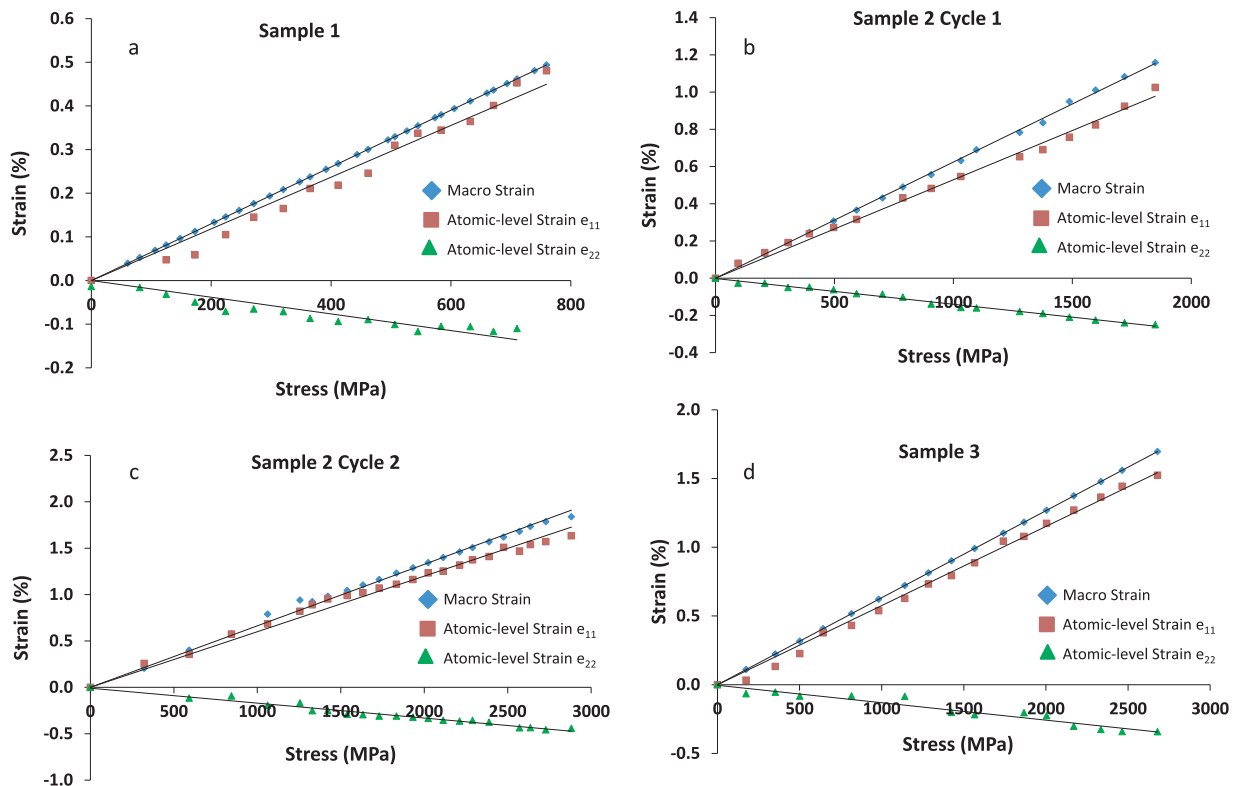 a
Sample 1
0.6
0.5
0.4
0.3
0.2
0.1
0.0
-0.1
-0.2
0
200
400
600
800
Strain (%)
Stress (MPa)
Macro Strain
Atomic-level Strain e11
Atomic-level Strain e22
b
Sample 2 Cycle 1
1.4
1.2
1.0
0.8
0.6
0.4
0.2
0.0
-0.2
-0.4
0
500
1000
1500
2000
Strain (%)
Stress (MPa)
Macro Strain
Atomic-level Strain e11
Atomic-level Strain e22
c
Sample 2 Cycle 2
2.5
2.0
1.5
1.0
0.5
0.0
-0.5
-1.0
0
500
1000
1500
2000
2500
3000
Strain (%)
Stress (MPa)
Macro Strain
Atomic-level Strain e11
Atomic-level Strain e22
d
Sample 3
2.0
1.5
1.0
0.5
0.0
-0.5
0
500
1000
1500
2000
2500
3000
Strain (%)
Stress (MPa)
Macro Strain
Atomic-level Strain e11
Atomic-level Strain e22